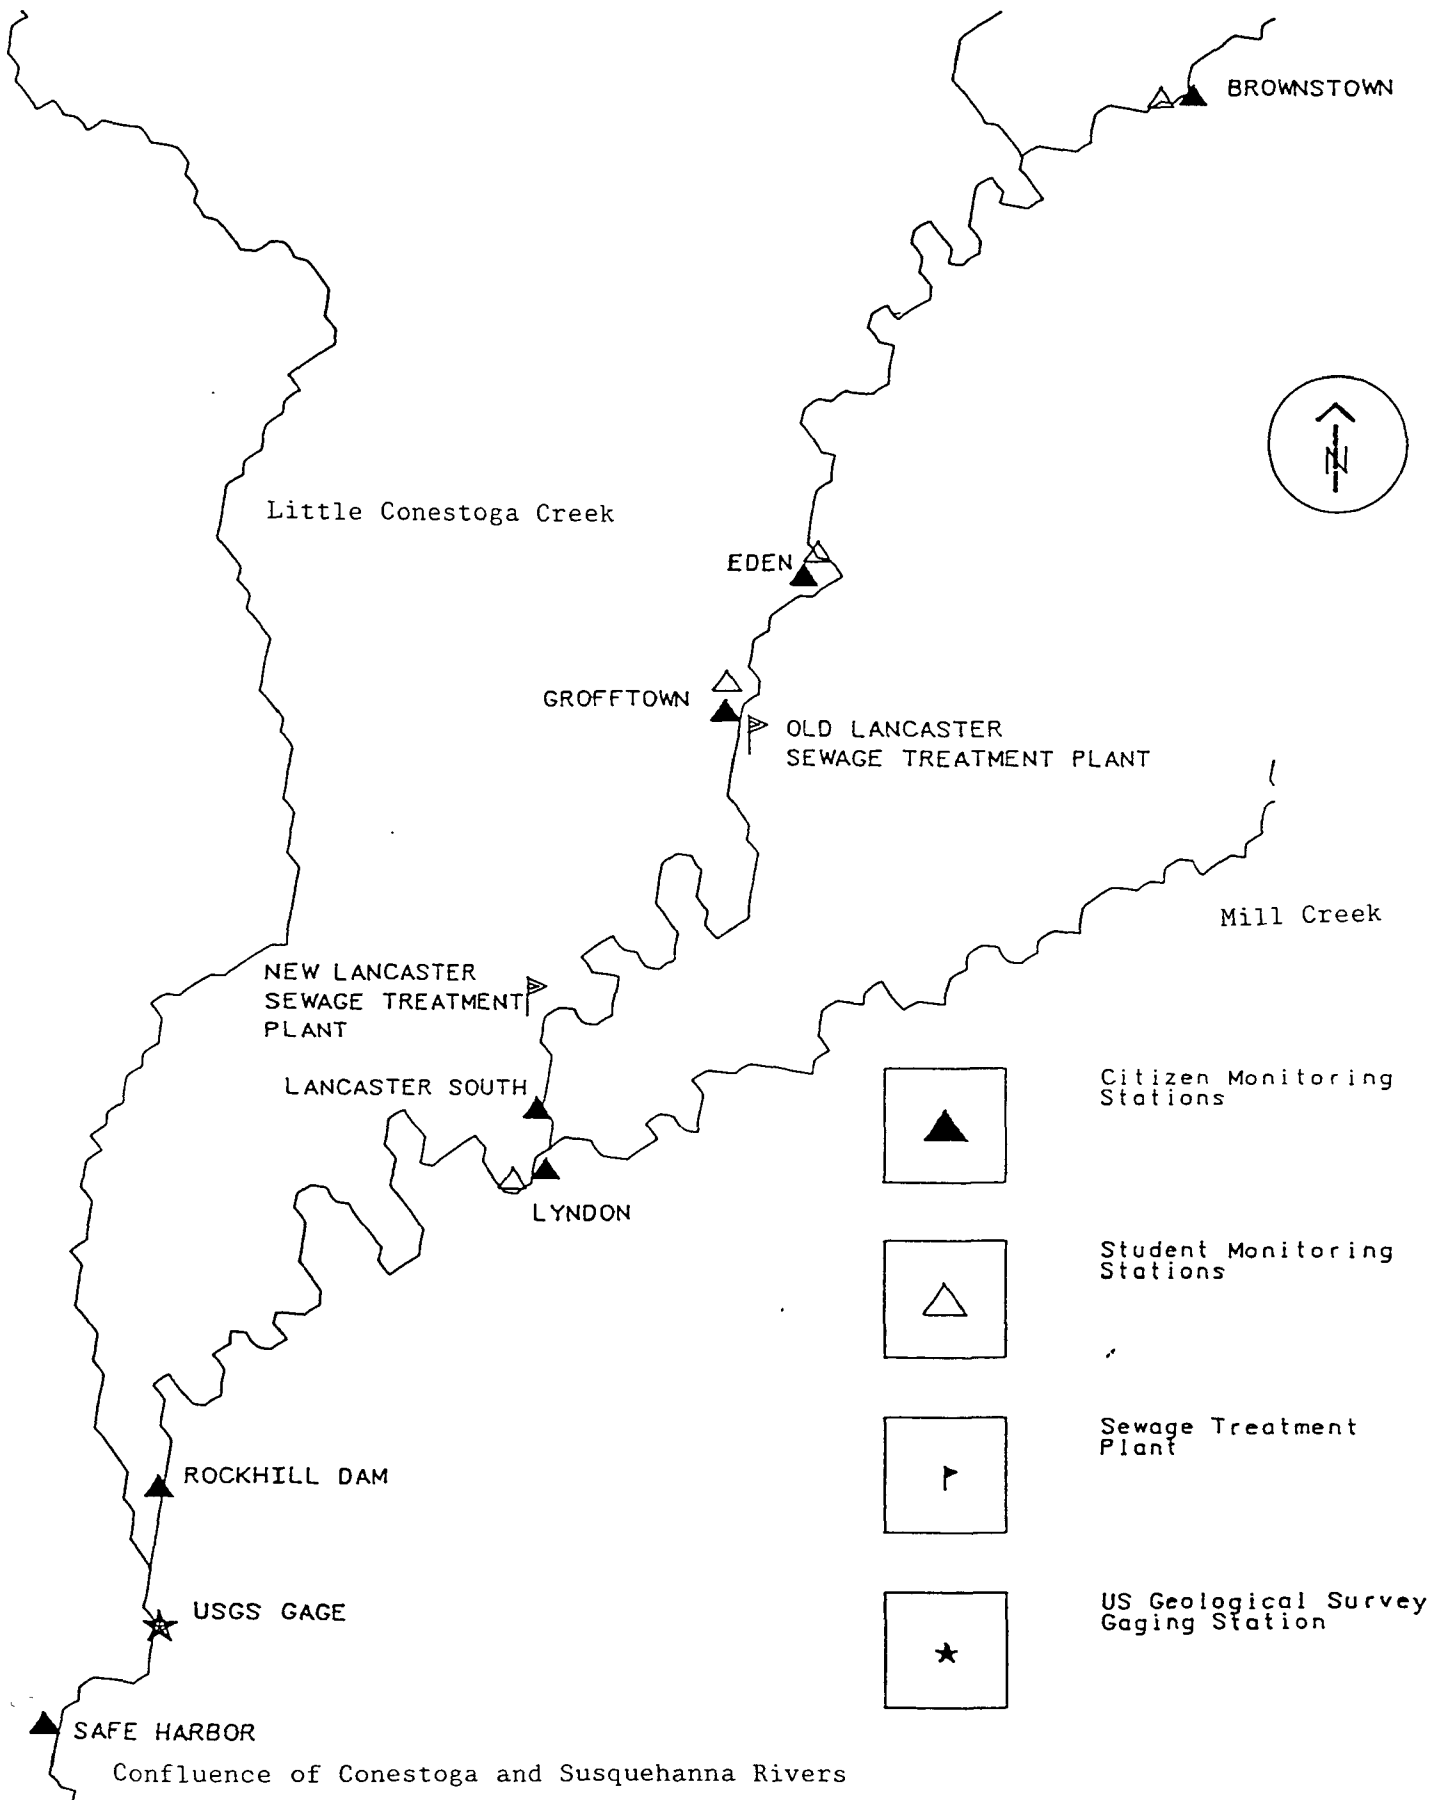 BROWNSTOWN
N
Little Conestoga Creek
EDEN
GROFFTOWN
OLD LANCASTER
SEWAGE TREATMENT PLANT
Mill Creek
NEW LANCASTER
SEWAGE TREATMENT
PLANT
LANCASTER SOUTH
LYNDON
Citizen Monitoring
Stations
Student Monitoring
Stations
Sewage Treatment
Plant
ROCKHILL DAM
US Geological Survey
Gaging Station
USGS GAGE
SAFE HARBOR
Confluence of Conestoga and Susquehanna Rivers